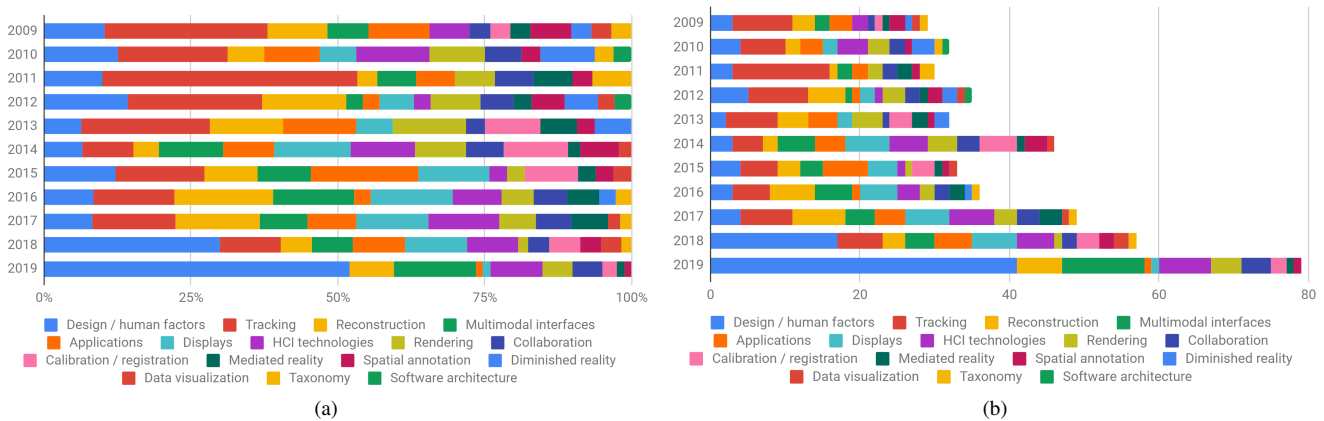 2009
2010
2011
2012
2013
2014
2015
2016
2017
2018
2019
0% 25% 50% 75% 100%
Design / human factors Tracking Reconstruction Multimodal interfaces
Applications Displays HCI technologies Rendering Collaboration
Calibration / registration Mediated reality Spatial annotation Diminished reality
Data visualization Taxonomy Software architecture
(a)
2009
2010
2011
2012
2013
2014
2015
2016
2017
2018
2019
0 20 40 60 80
Design / human factors Tracking Reconstruction Multimodal interfaces
Applications Displays HCI technologies Rendering Collaboration
Calibration / registration Mediated reality Spatial annotation Diminished reality
Data visualization Taxonomy Software architecture
(b)